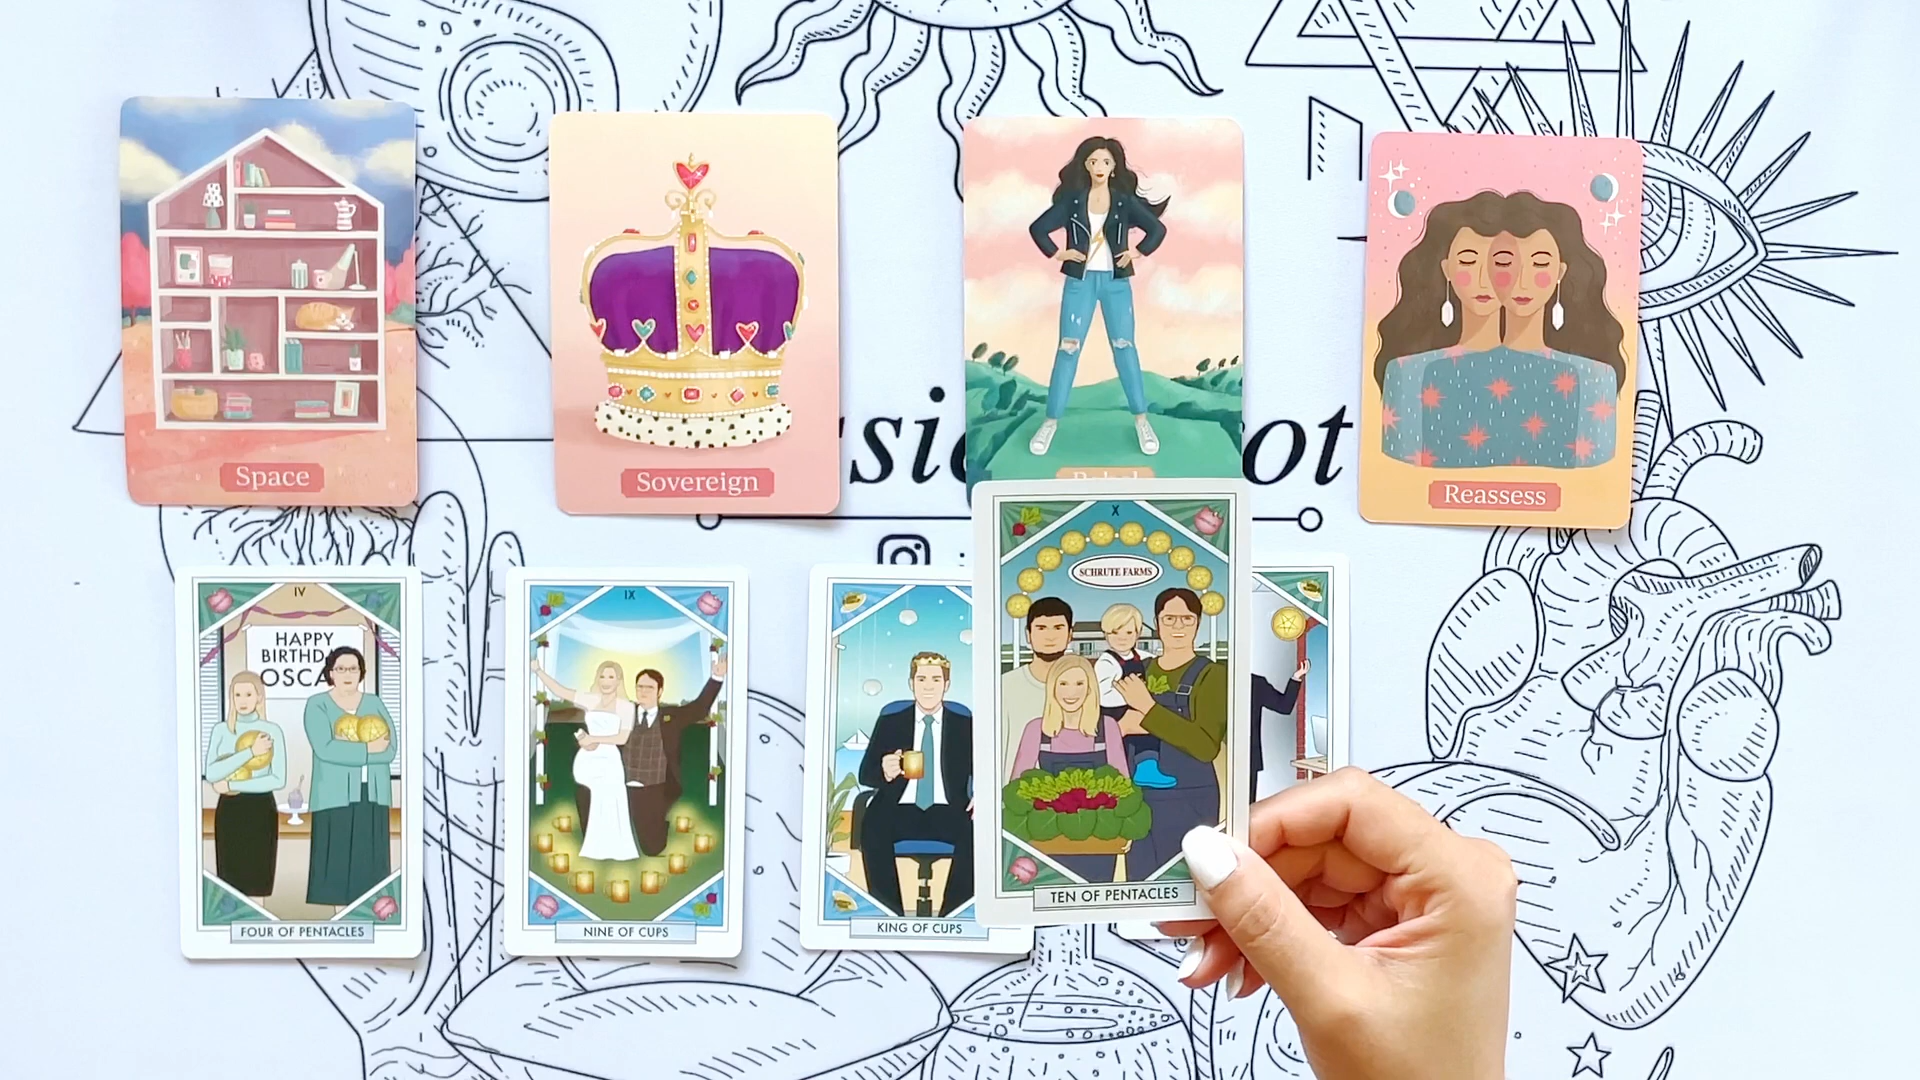 Space
Sovereign
Reassess
IV
HAPPY
OSCA
FOUR OF PENTACLES
IX
NINE OF CUPS
KING OF CUPS
X
SCHRUTE FARMS
TEN OF PENTACLES